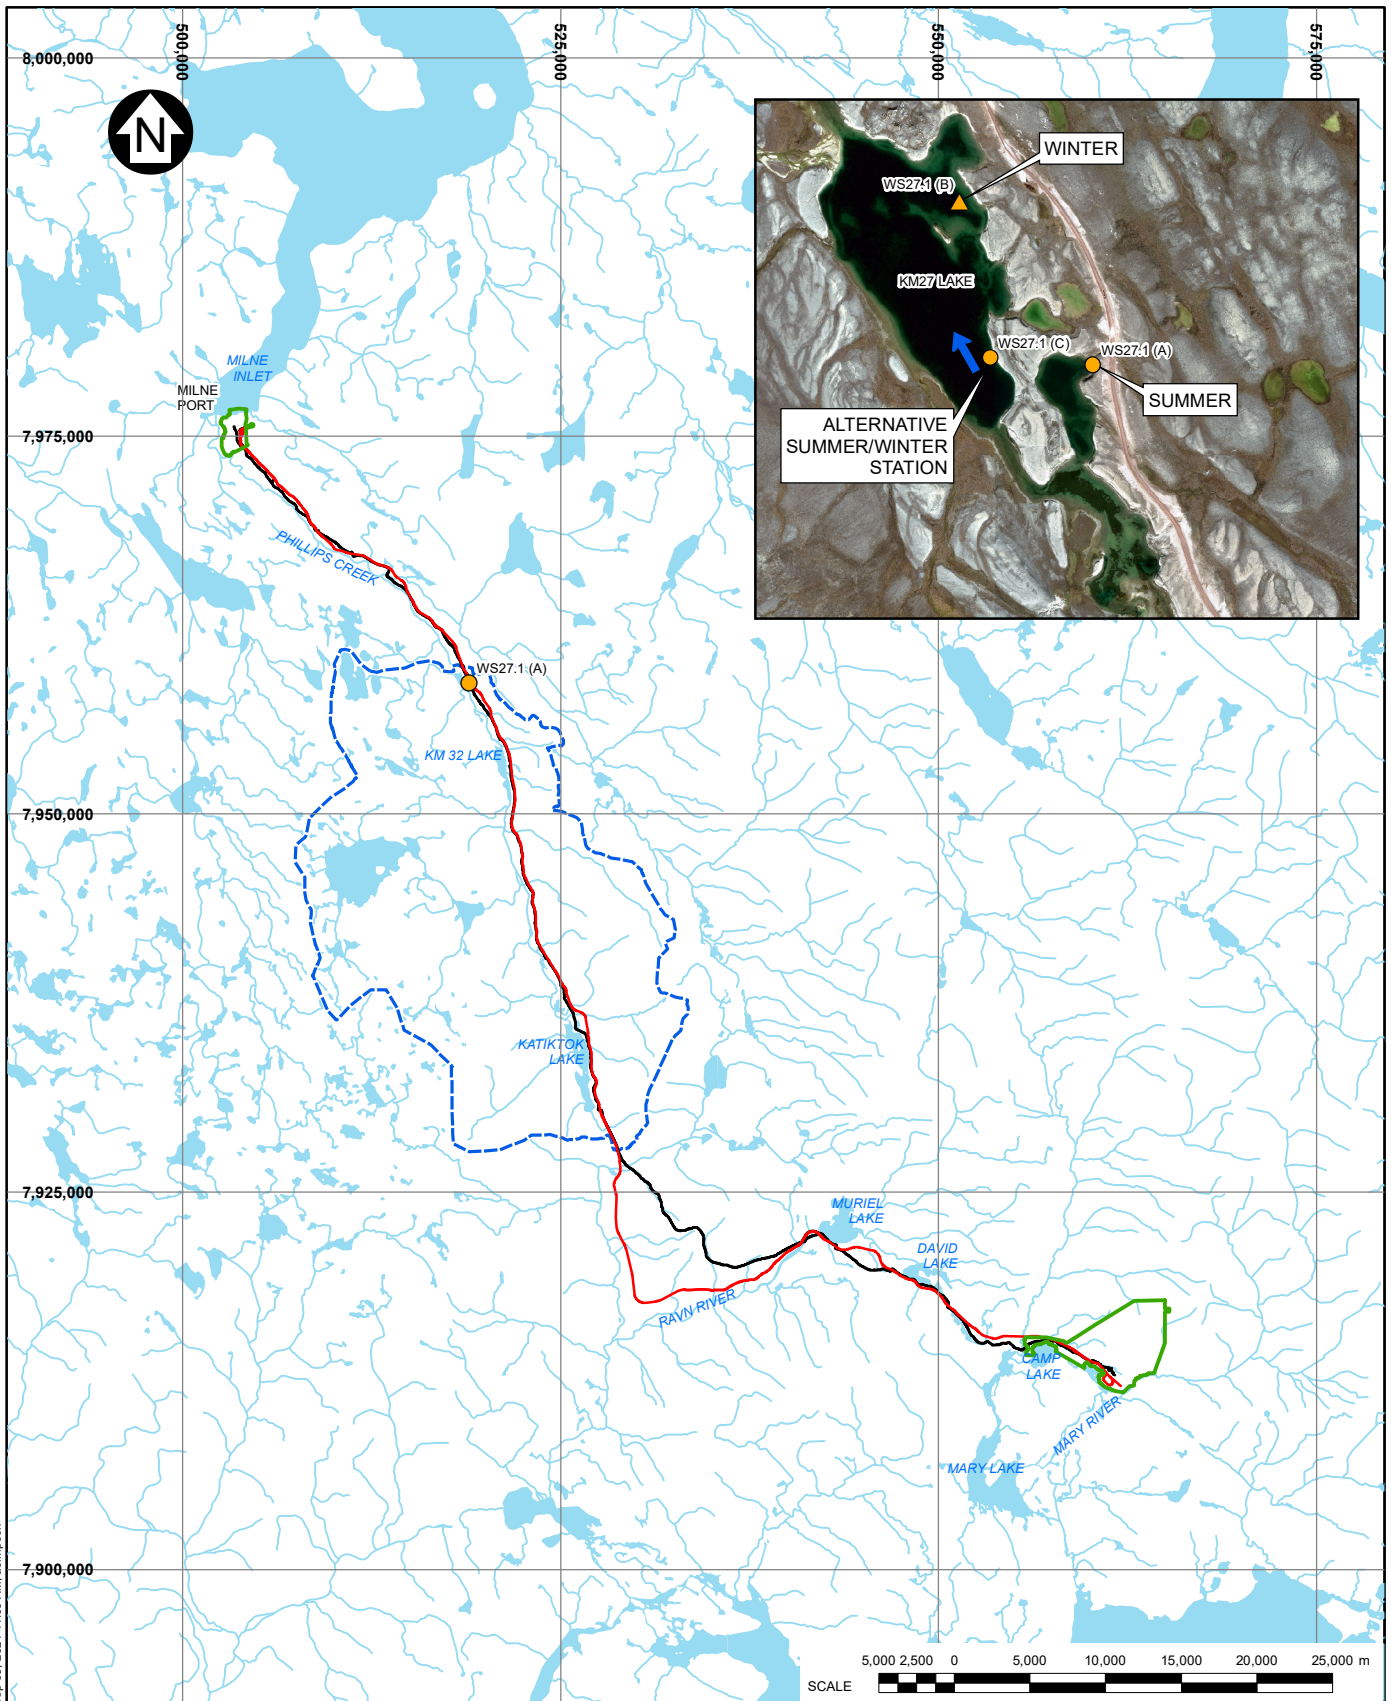 500,000
525,000
550,000
575,000
8,000,000
N
WINTER
WS27.1 (B)
KM27 LAKE
WS27.1 (C)
WS27.1 (A)
SUMMER
ALTERNATIVE
SUMMER/WINTER
STATION
MILNE
INLET
MILNE
PORT
7,975,000
PHILLIPS CREEK
WS27.1 (A)
KM 32 LAKE
7,950,000
KATIKTOK
LAKE
7,925,000
MURIEL
LAKE
DAVID
LAKE
RAVN RIVER
CAMP
LAKE
MARY RIVER
MARY LAKE
7,900,000
SCALE
5,000 2,500 0 5,000 10,000 15,000 20,000 25,000 m